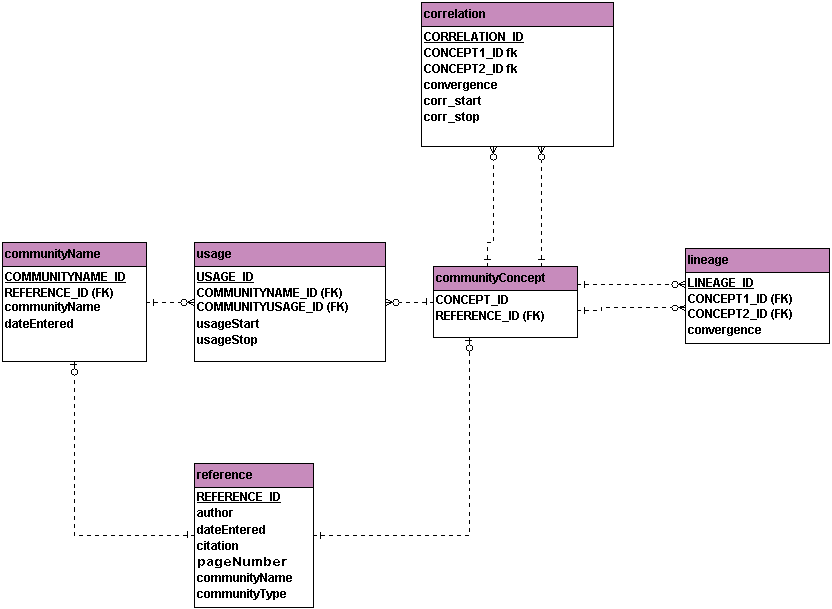 correlation
CORRELATION_ID
CONCEPT1_ID fk
CONCEPT2_ID fk
convergence
corr_start
corr_stop
communityName
COMMUNITYNAME_ID
REFERENCE_ID (FK)
communityName
dateEntered
usage
USAGE_ID
COMMUNITYNAME_ID (FK)
COMMUNITYUSAGE_ID (FK)
usageStart
usageStop
communityConcept
CONCEPT_ID
REFERENCE_ID (FK)
lineage
LINEAGE_ID
CONCEPT1_ID (FK)
CONCEPT2_ID (FK)
convergence
reference
REFERENCE_ID
author
dateEntered
citation
pageNumber
communityName
communityType